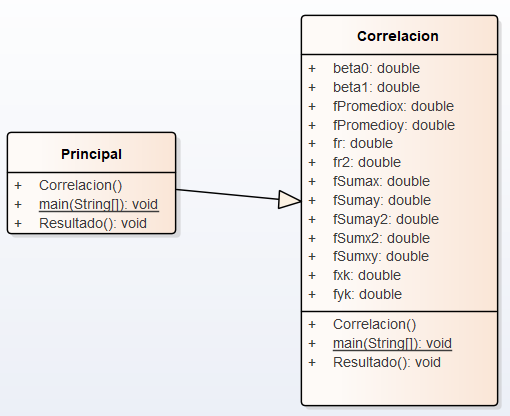 Principal
+ Correlacion()
+ main(String[]): void
+ Resultado(): void
Correlacion
+ beta0: double
+ beta1: double
+ fPromediox: double
+ fPromedioy: double
+ fr: double
+ fr2: double
+ fSumax: double
+ fSumay: double
+ fSumay2: double
+ fSumx2: double
+ fSumxy: double
+ fxk: double
+ fyk: double
+ Correlacion()
+ main(String[]): void
+ Resultado(): void